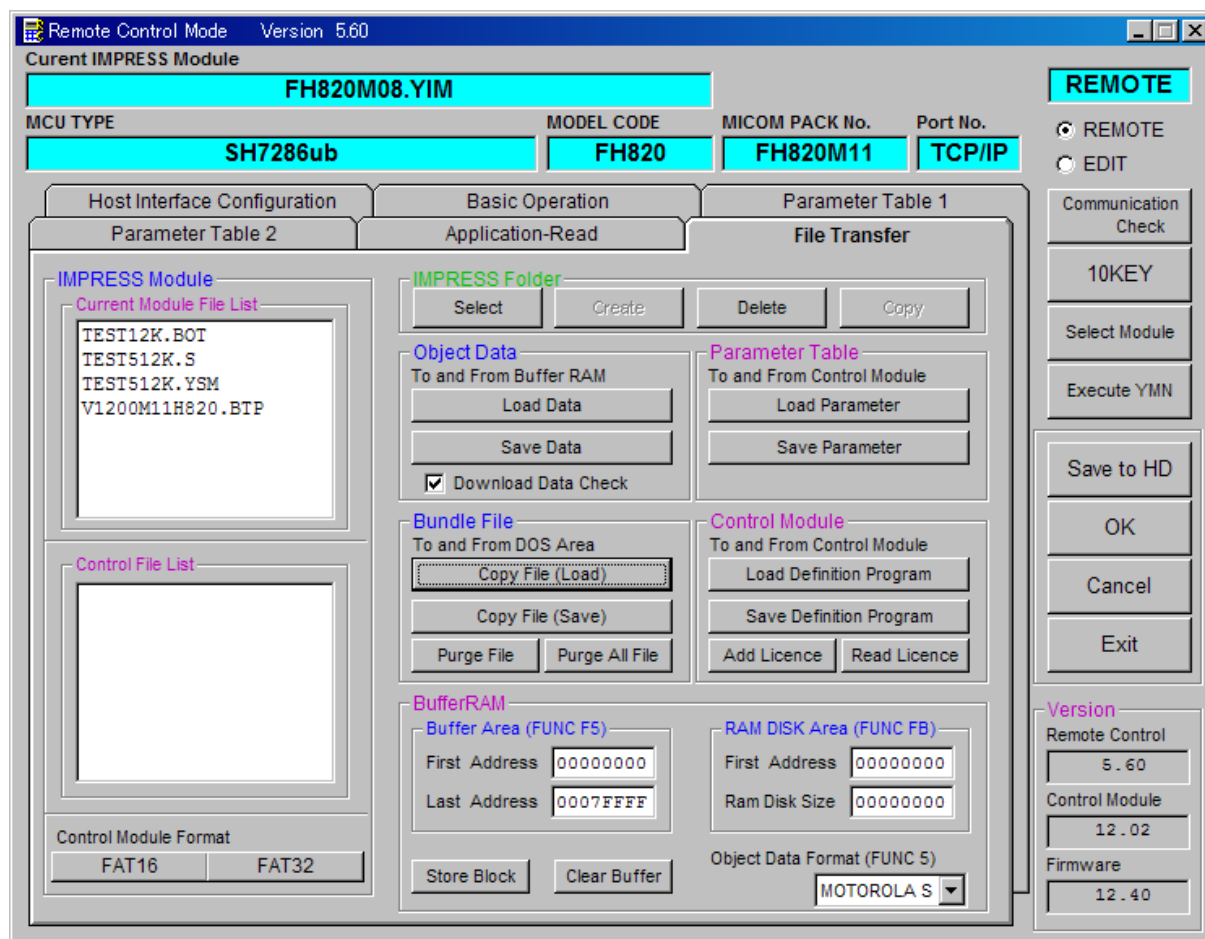 Remote Control Mode Version 5.60
Curent IMPRESS Module
FH820M08.YIM
MCU TYPE
MODEL CODE
MICOM PACK No.
Port No.
SH7286ub
FH820
FH820M11
TCP/IP
REMOTE
REMOTE
EDIT
Host Interface Configuration
Basic Operation
Parameter Table 1
Parameter Table 2
Application-Read
File Transfer
IMPRESS Module
Current Module File List
TEST12K.BOT
TEST512K.S
TEST512K.YSM
V1200M11H820.BTP
Control File List
Control Module Format
FAT16
FAT32
IMPRESS Folder
Select
Create
Delete
Copy
Object Data
To and From Buffer RAM
Load Data
Save Data
Download Data Check
Parameter Table
To and From Control Module
Load Parameter
Save Parameter
Bundle File
To and From DOS Area
Copy File (Load)
Copy File (Save)
Purge File
Purge All File
Control Module
To and From Control Module
Load Definition Program
Save Definition Program
Add Licence
Read Licence
BufferRAM
Buffer Area (FUNC F5)
First Address 00000000
Last Address 0007FFFF
RAM DISK Area (FUNC FB)
First Address 00000000
Ram Disk Size 00000000
Store Block
Clear Buffer
Object Data Format (FUNC 5)
MOTOROLA S
Communication
Check
10KEY
Select Module
Execute YMN
Save to HD
OK
Cancel
Exit
Version
Remote Control
5.60
Control Module
12.02
Firmware
12.40